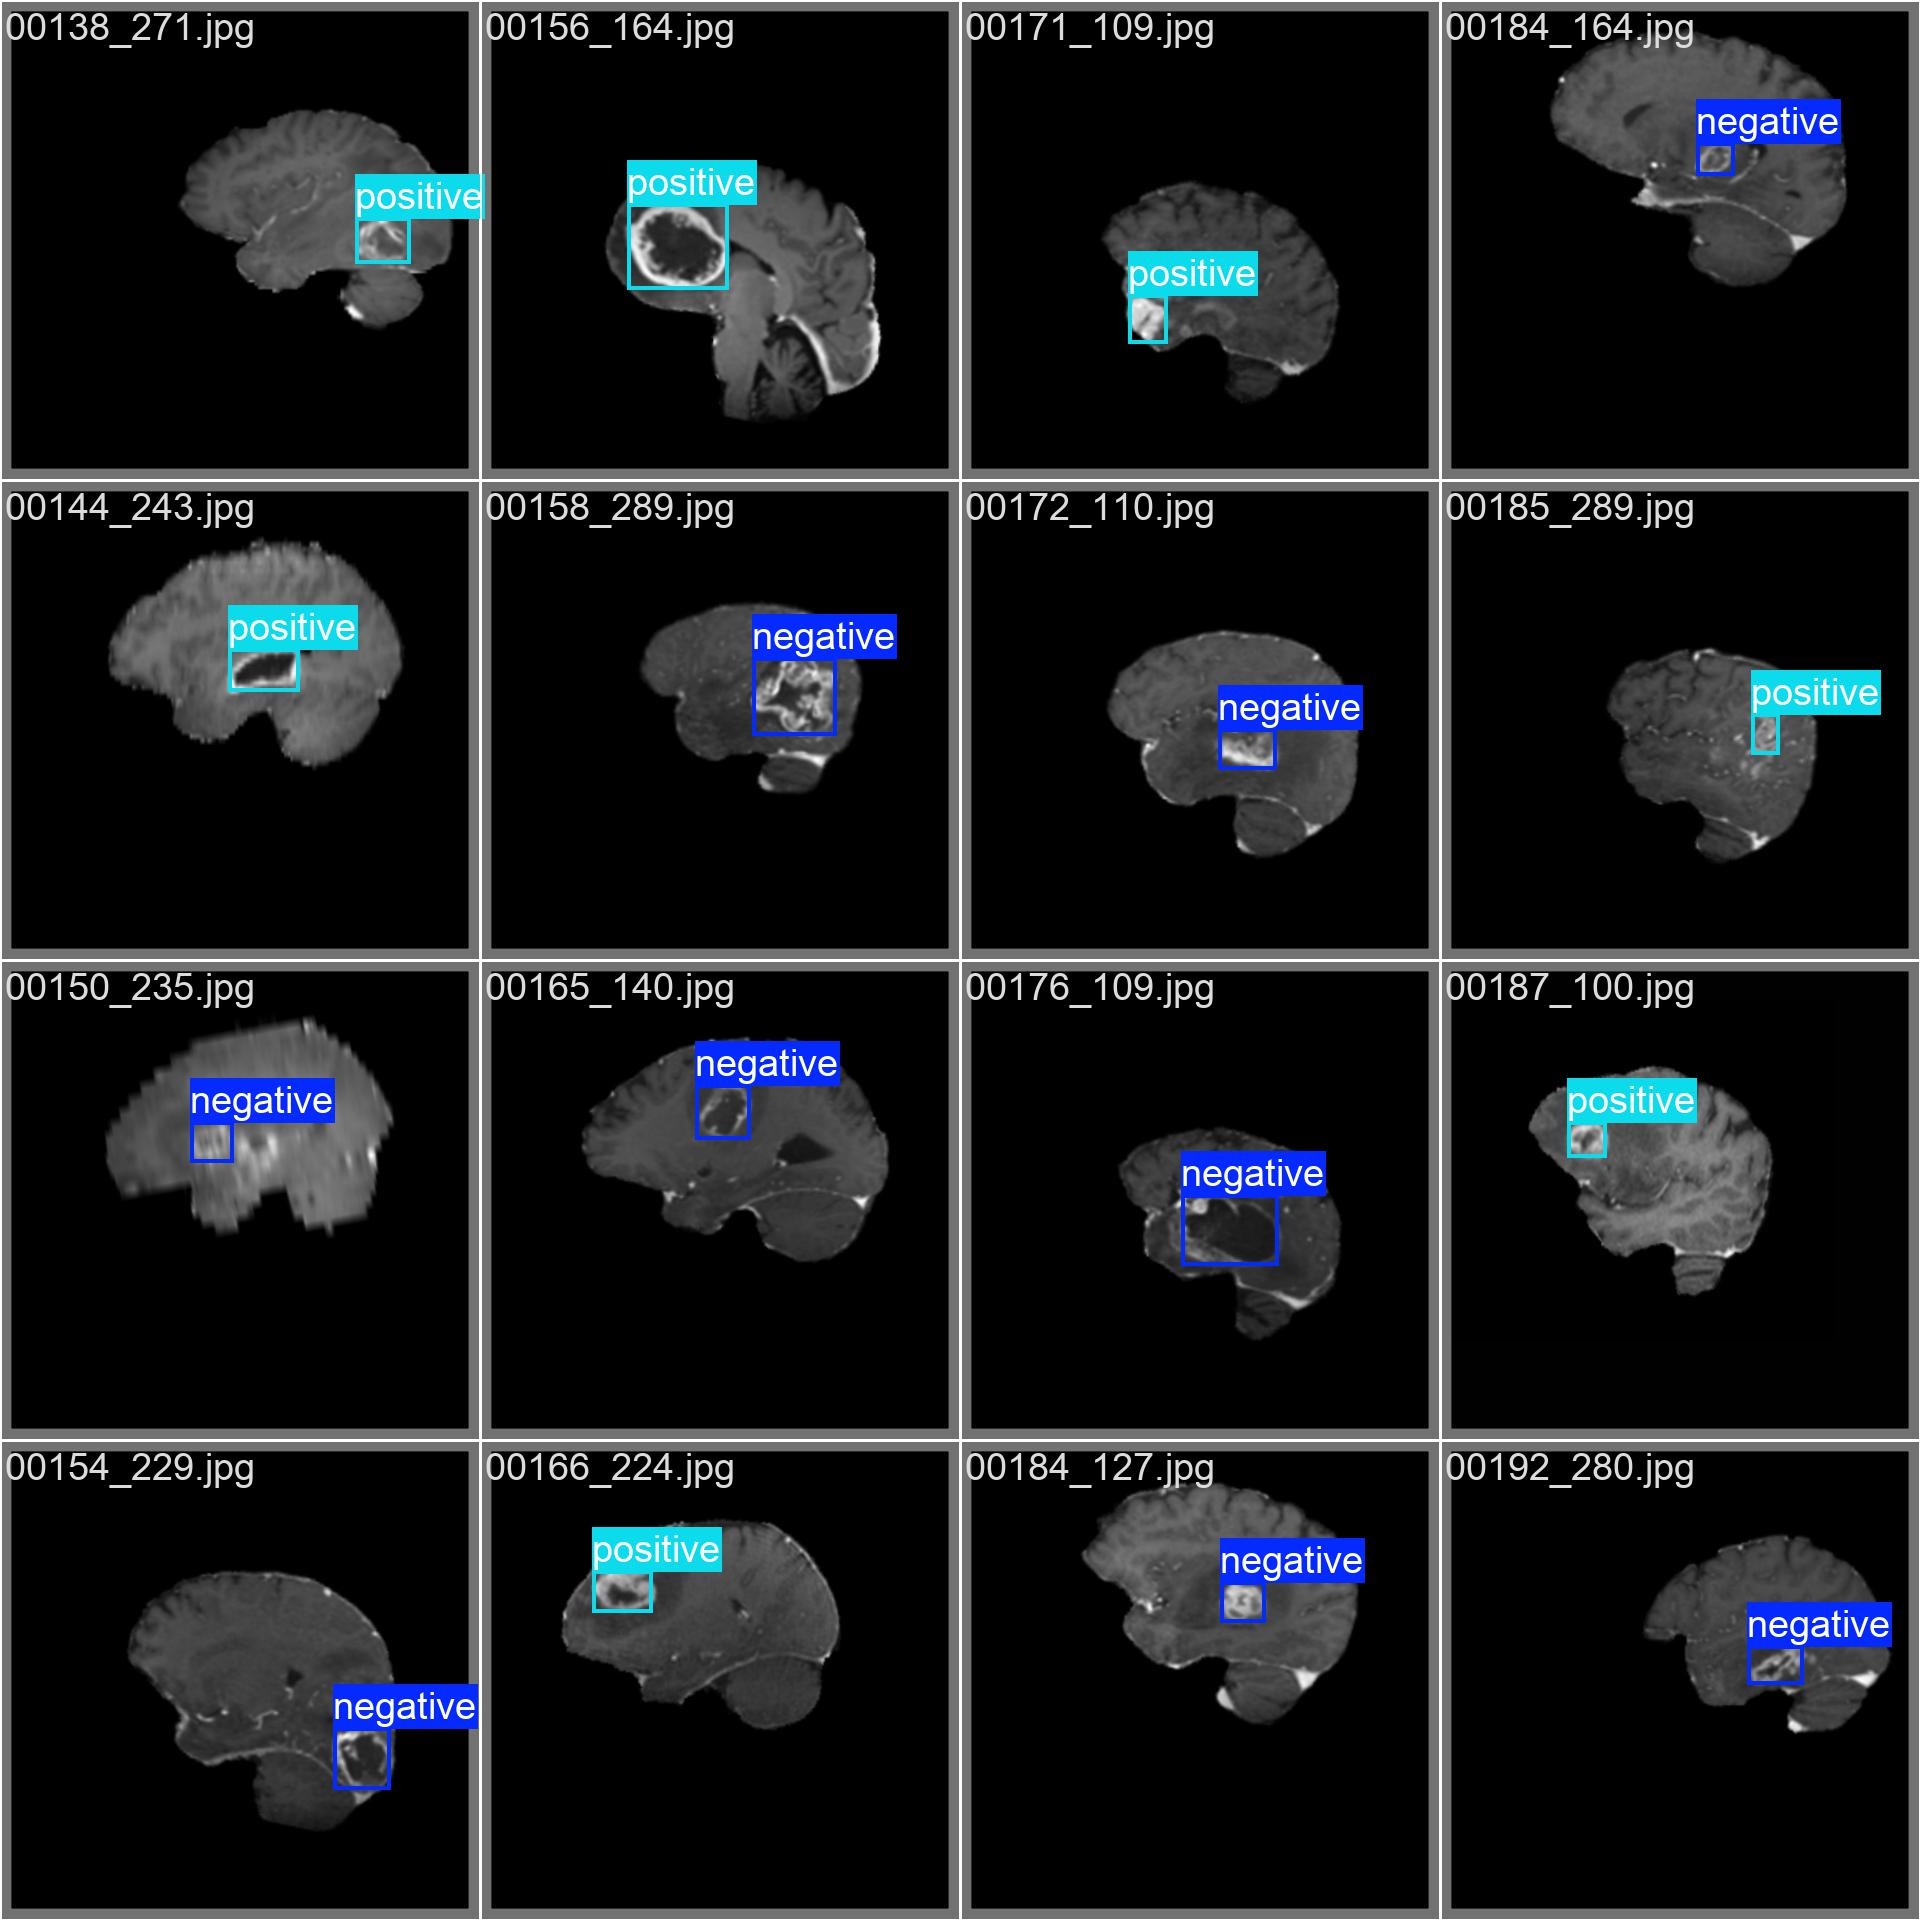 00138_271.jpg
positive
00156_164.jpg
positive
00171_109.jpg
positive
00184_164.jpg
negative
00144_243.jpg
positive
00158_289.jpg
negative
00172_110.jpg
negative
00185_289.jpg
positive
00150_235.jpg
negative
00165_140.jpg
negative
00176_109.jpg
negative
00187_100.jpg
positive
00154_229.jpg
negative
00166_224.jpg
positive
00184_127.jpg
negative
00192_280.jpg
negative